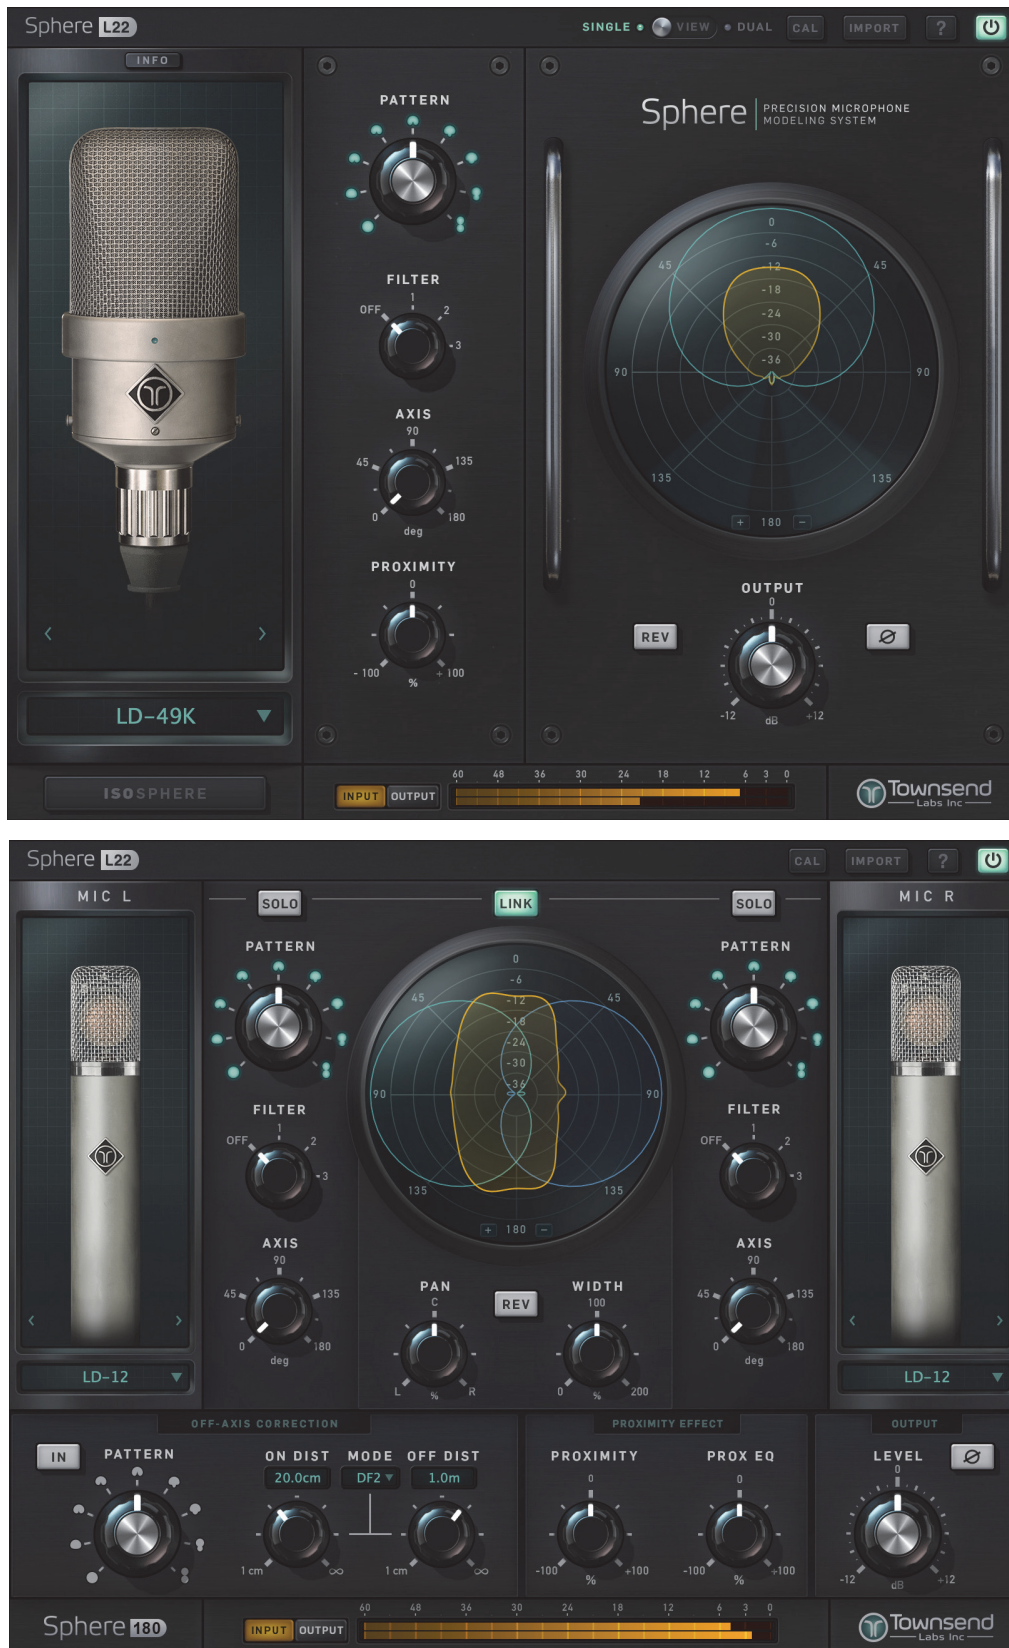 Sphere L22
SINGLE VIEW DUAL CAL IMPORT ?
INFO
PATTERN
Sphere PRECISION MICROPHONE
MODELING SYSTEM
0
-6
45 -12 45
-18
-24
-30
-36
90 90
135 135
+ 180 -
FILTER
OFF 1 2 3
AXIS
90
45 135
0 180
deg
PROXIMITY
0
-100 +100
%
OUTPUT
0
REV Ø
-12 +12
dB
LD-49K
ISOSPHERE
INPUT OUTPUT
60 48 36 30 24 18 12 6 3 0
Townsend
Labs Inc
Sphere L22
CAL IMPORT ?
MIC L SOLO LINK SOLO MIC R
PATTERN PATTERN
0
-6
45 -12 45
-18
-24
-30
-36
90 90
135 135
+ 180 -
FILTER FILTER
OFF 1 2 3 OFF 1 2 3
AXIS AXIS
90 90
45 135 45 135
0 180 0 180
deg deg
PAN REV WIDTH
C 100
L R 0 200
% %
LD-12 LD-12
OFF-AXIS CORRECTION PROXIMITY EFFECT OUTPUT
IN PATTERN ON DIST MODE OFF DIST PROXIMITY PROX EQ LEVEL Ø
20.0cm DF2 1.0m 0 0 0
1 cm ∞ 1 cm ∞ -100 +100 -100 +100 -12 +12
% % dB
Sphere 180
INPUT OUTPUT
60 48 36 30 24 18 12 6 3 0
Townsend
Labs Inc